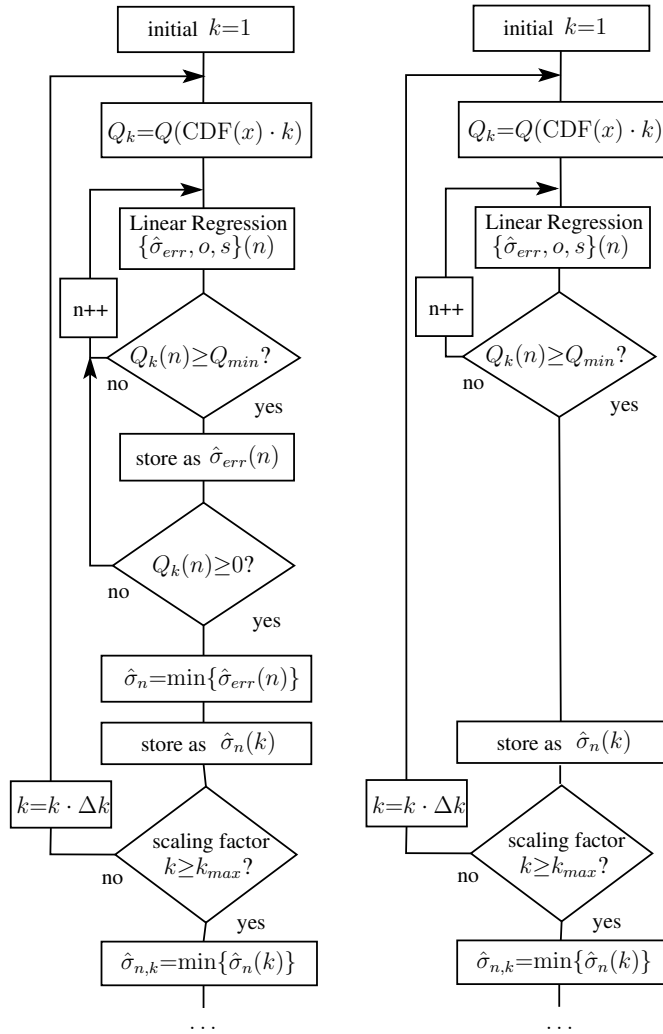 initial k=1
Q_k=Q(CDF(x) · k)
Linear Regression
{σ̂_err, o, s}(n)
n++
Q_k(n)≥Q_min?
no
yes
store as σ̂_err(n)
Q_k(n)≥0?
no
yes
σ̂_n=min{σ̂_err(n)}
store as σ̂_n(k)
k=k · Δk
scaling factor
k≥k_max?
no
yes
σ̂_n,k=min{σ̂_n(k)}
...
initial k=1
Q_k=Q(CDF(x) · k)
Linear Regression
{σ̂_err, o, s}(n)
n++
Q_k(n)≥Q_min?
no
yes
store as σ̂_n(k)
k=k · Δk
scaling factor
k≥k_max?
no
yes
σ̂_n,k=min{σ̂_n(k)}
...